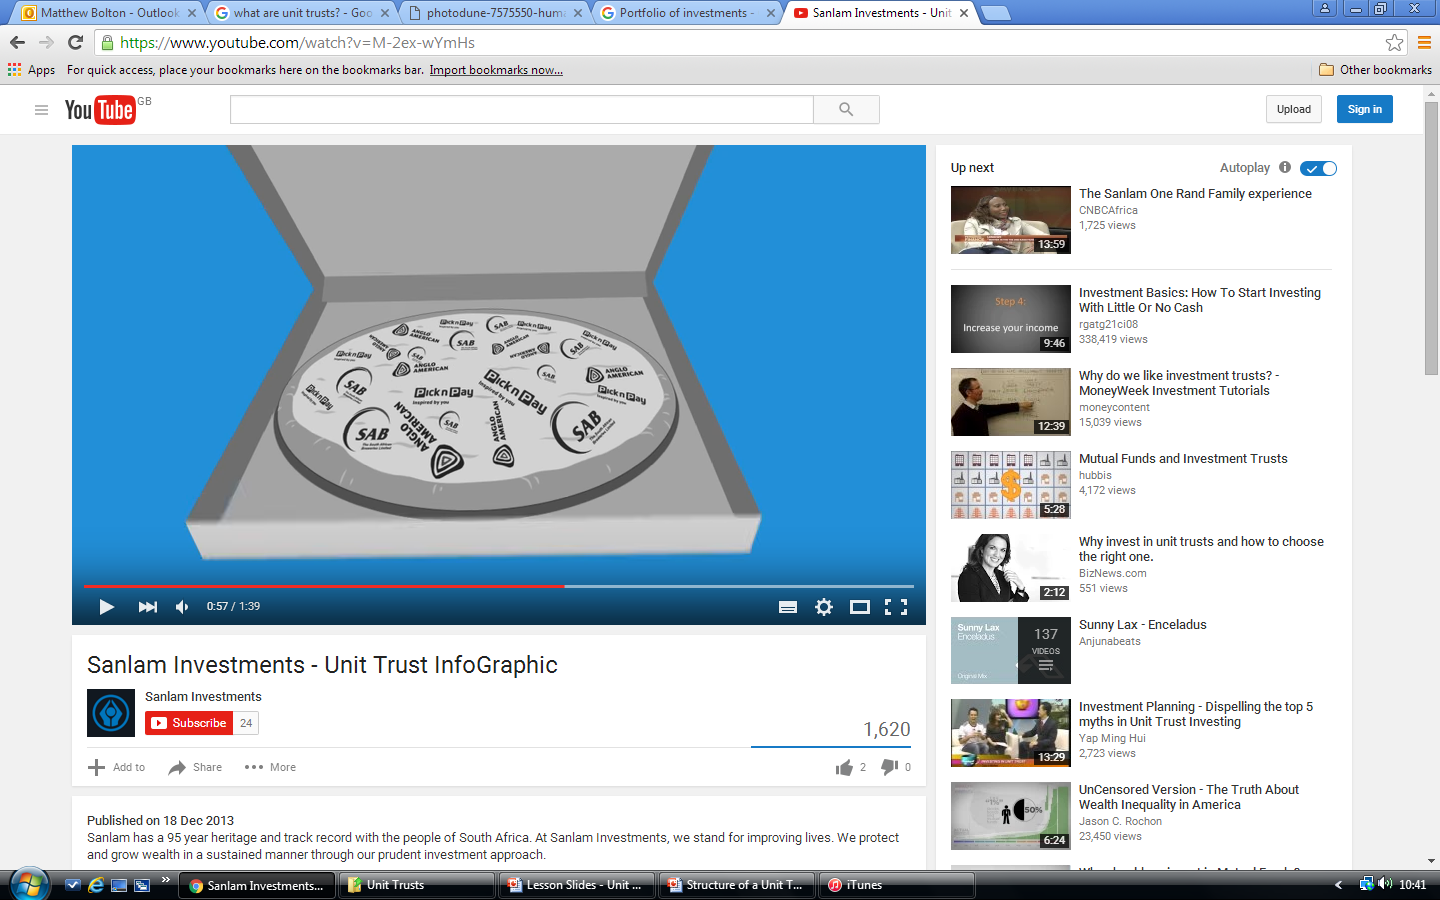 Matthew Bolton - Outlook
what are unit trusts? - Goo
photodune-7575550-huma
Portfolio of investments -
Sanlam Investments - Unit
https://www.youtube.com/watch?v=M-2ex-wYmHs
Apps For quick access, place your bookmarks here on the bookmarks bar. Import bookmarks now...
Other bookmarks
YouTube GB
Upload
Sign in
Pick n Pay
Inspired by you
SAB
The South African Breweries Limited
ANGLO AMERICAN
0:57 / 1:39
Sanlam Investments - Unit Trust InfoGraphic
Sanlam Investments
Subscribe 24
1,620
Add to Share More
2 0
Published on 18 Dec 2013
Sanlam has a 95 year heritage and track record with the people of South Africa. At Sanlam Investments, we stand for improving lives. We protect
and grow wealth in a sustained manner through our prudent investment approach.
Up next
Autoplay
The Sanlam One Rand Family experience
CNBCAfrica
1,725 views
13:59
Step 4:
Increase your income
9:46
Investment Basics: How To Start Investing
With Little Or No Cash
rgatg21ci08
338,419 views
Why do we like investment trusts? -
MoneyWeek Investment Tutorials
moneycontent
15,039 views
12:39
Mutual Funds and Investment Trusts
hubbis
4,172 views
5:28
Why invest in unit trusts and how to choose
the right one.
BizNews.com
551 views
2:12
Sunny Lax
Enceladus
Original Mix
137
VIDEOS
Sunny Lax - Enceladus
Anjunabeats
Investment Planning - Dispelling the top 5
myths in Unit Trust Investing
Yap Ming Hui
2,723 views
13:29
50%
UnCensored Version - The Truth About
Wealth Inequality in America
Jason C. Rochon
23,450 views
6:24
Sanlam Investments...
Unit Trusts
Lesson Slides - Unit ...
Structure of a Unit T...
iTunes
10:41